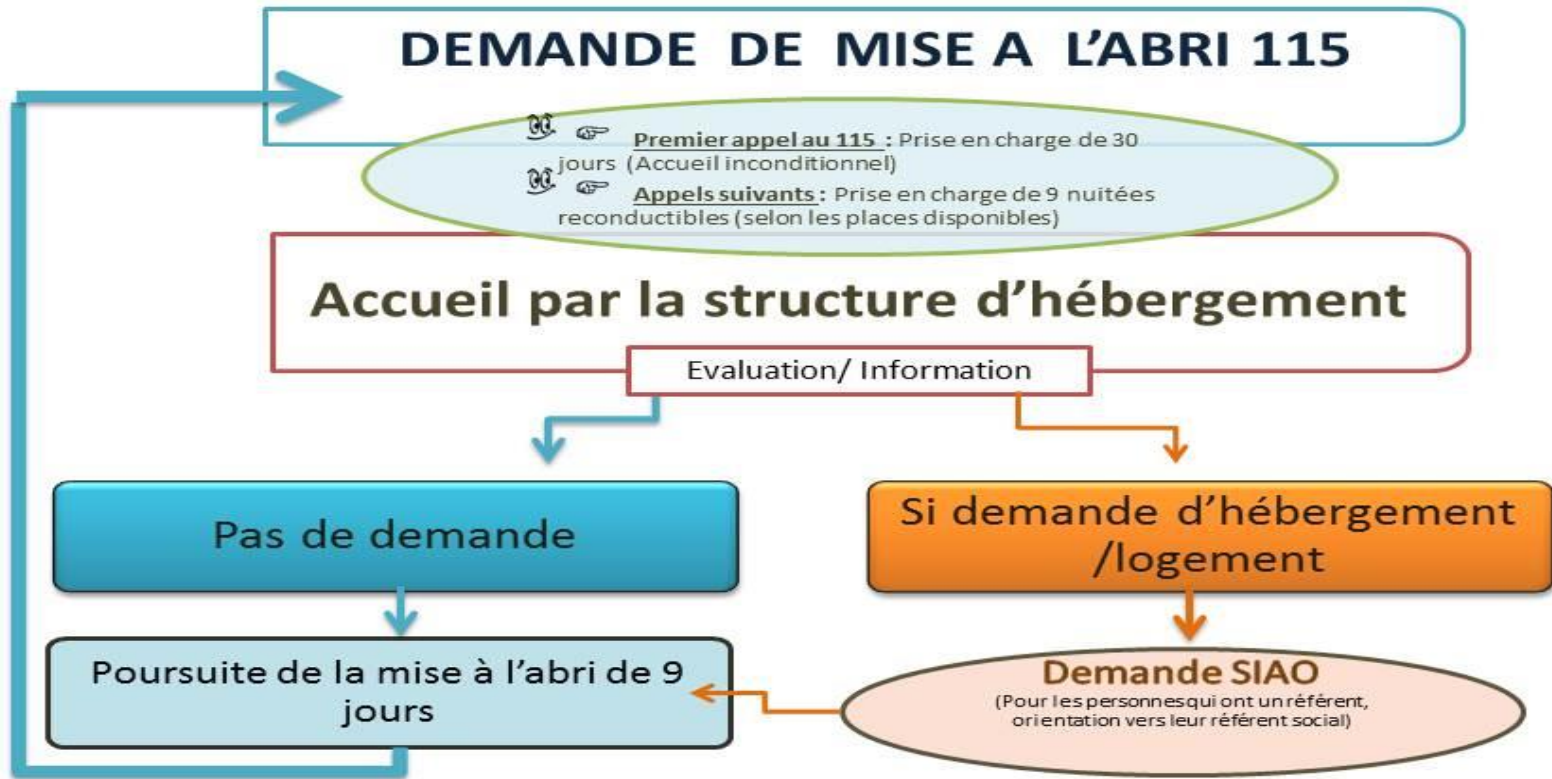 DEMANDE DE MISE A L’ABRI 115
Premier appel au 115 : Prise en charge de 30
jours (Accueil inconditionnel)
Appels suivants : Prise en charge de 9 nuitées
reconductibles (selon les places disponibles)
Accueil par la structure d’hébergement
Evaluation/ Information
Pas de demande
Si demande d’hébergement
/logement
Poursuite de la mise à l’abri de 9
jours
Demande SIAO
(Pour les personnesqui ont un référent,
orientation vers leur référent social)